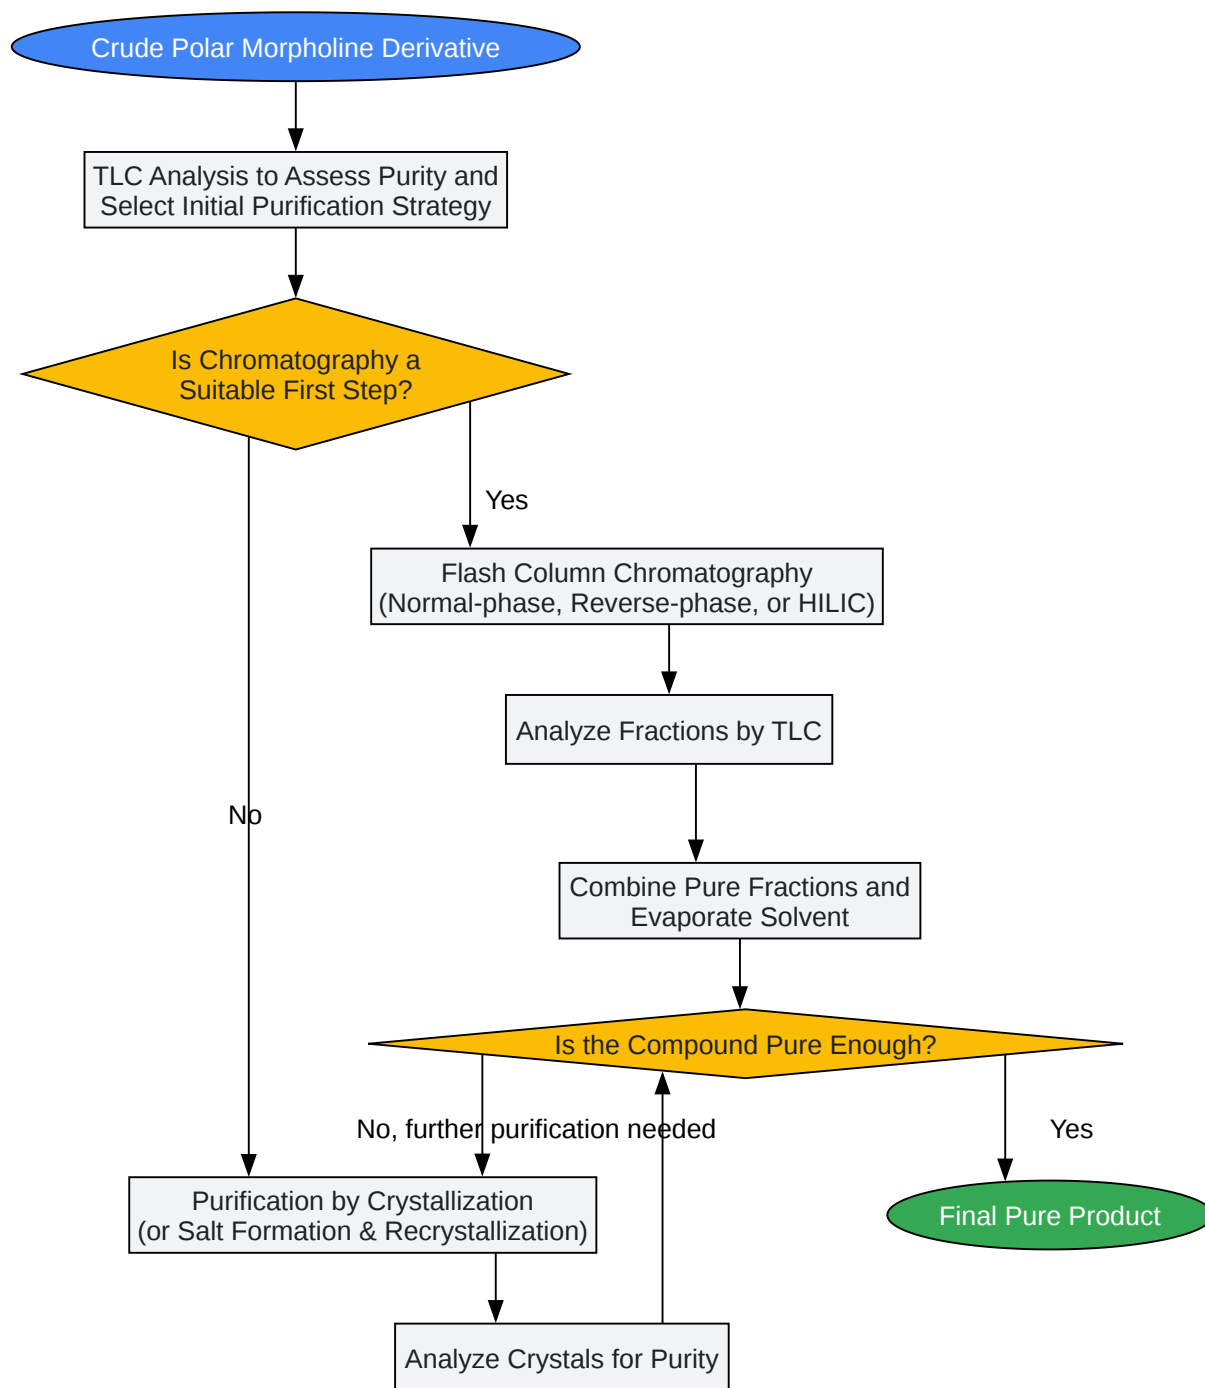 Crude Polar Morpholine Derivative
TLC Analysis to Assess Purity and
Select Initial Purification Strategy
Is Chromatography a
Suitable First Step?
Yes
Flash Column Chromatography
(Normal-phase, Reverse-phase, or HILIC)
Analyze Fractions by TLC
No
Combine Pure Fractions and
Evaporate Solvent
Is the Compound Pure Enough?
No, further purification needed
Yes
Purification by Crystallization
(or Salt Formation & Recrystallization)
Final Pure Product
Analyze Crystals for Purity